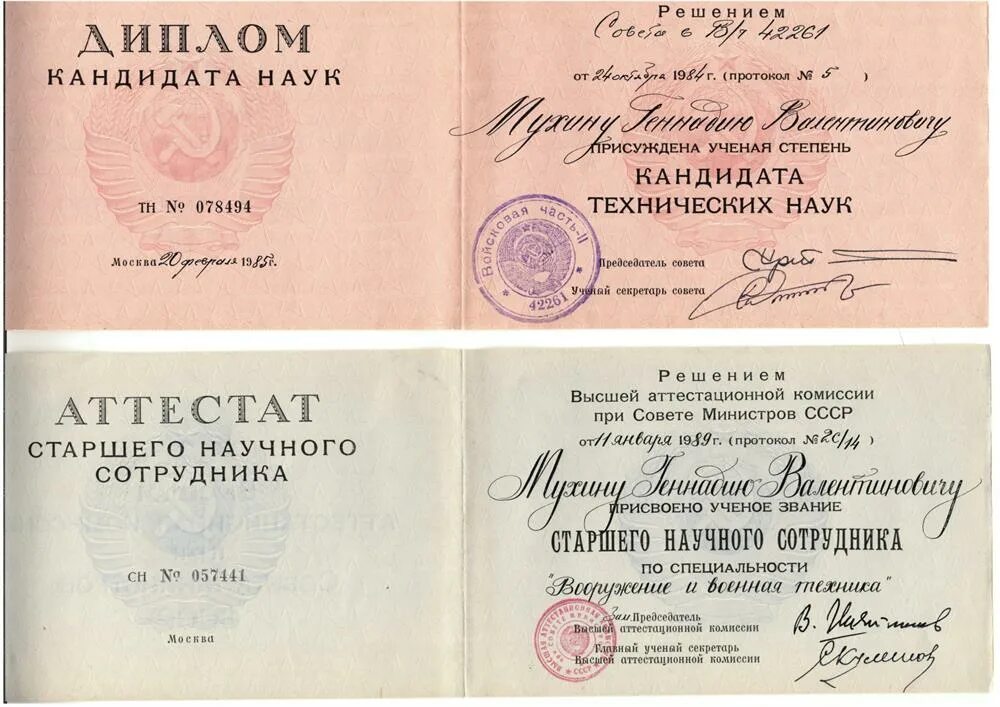 ДИПЛОМ
КАНДИДАТА НАУК
ТН № 078494
Москва 20 февраля 1985г.
Решением
Совета в В/ч 42261
от 24 октября 1984г. (протокол № 5 )
Мухину Геннадию Валентиновичу
ПРИСУЖДЕНА УЧЕНАЯ СТЕПЕНЬ
КАНДИДАТА
ТЕХНИЧЕСКИХ НАУК
Войсковая часть-II
42261
Председатель совета
Ученый секретарь совета
АТТЕСТАТ
СТАРШЕГО НАУЧНОГО
СОТРУДНИКА
СН № 057441
Москва
Решением
Высшей аттестационной комиссии
при Совете Министров СССР
от 11 января 1989г. (протокол № 2с/14 )
Мухину Геннадию Валентиновичу
ПРИСВОЕНО УЧЕНОЕ ЗВАНИЕ
СТАРШЕГО НАУЧНОГО СОТРУДНИКА
ПО СПЕЦИАЛЬНОСТИ
"Вооружение и военная техника"
Зам. Председатель
Высшей аттестационной комиссии
Главный ученый секретарь
Высшей аттестационной комиссии